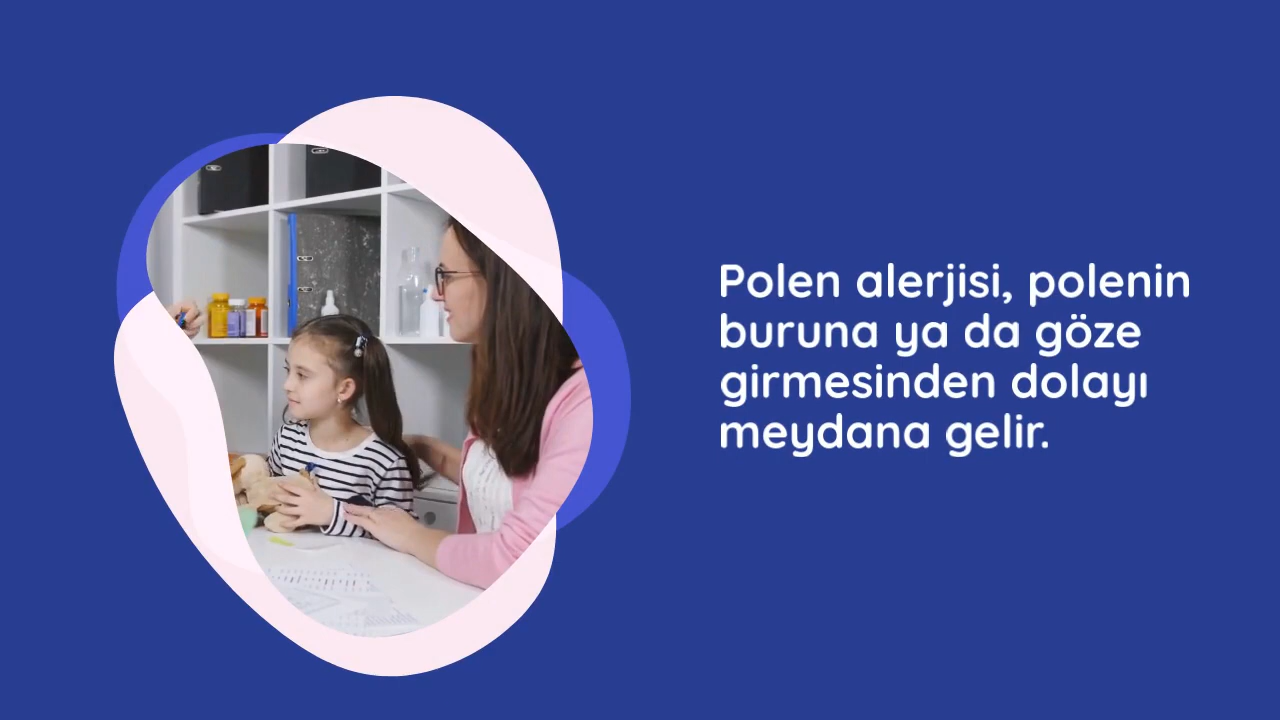 Polen alerjisi, polenin
buruna ya da göze
girmesinden dolayı
meydana gelir.